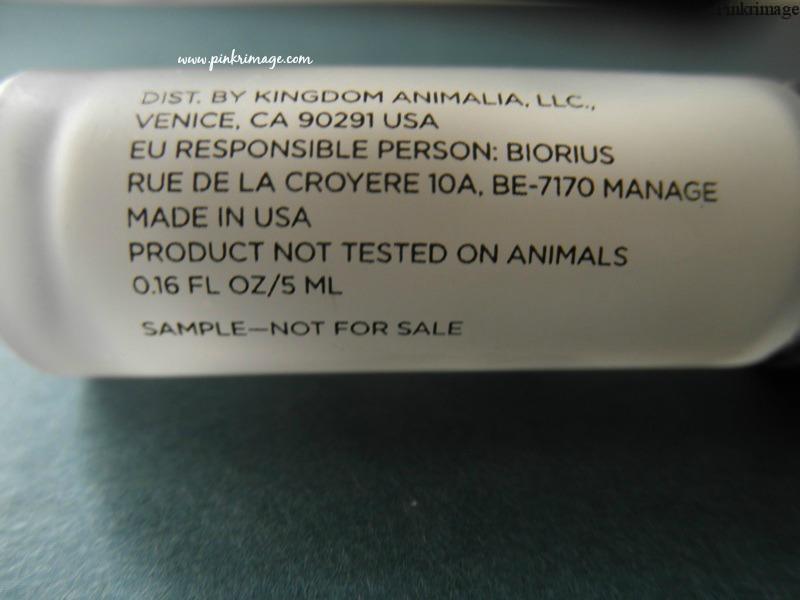 Pinkrimage
www.pinkrimage.com
DIST. BY KINGDOM ANIMALIA, LLC.,
VENICE, CA 90291 USA
EU RESPONSIBLE PERSON: BIORIUS
RUE DE LA CROYERE 10A, BE-7170 MANAGE
MADE IN USA
PRODUCT NOT TESTED ON ANIMALS
0.16 FL OZ/5 ML
SAMPLE—NOT FOR SALE